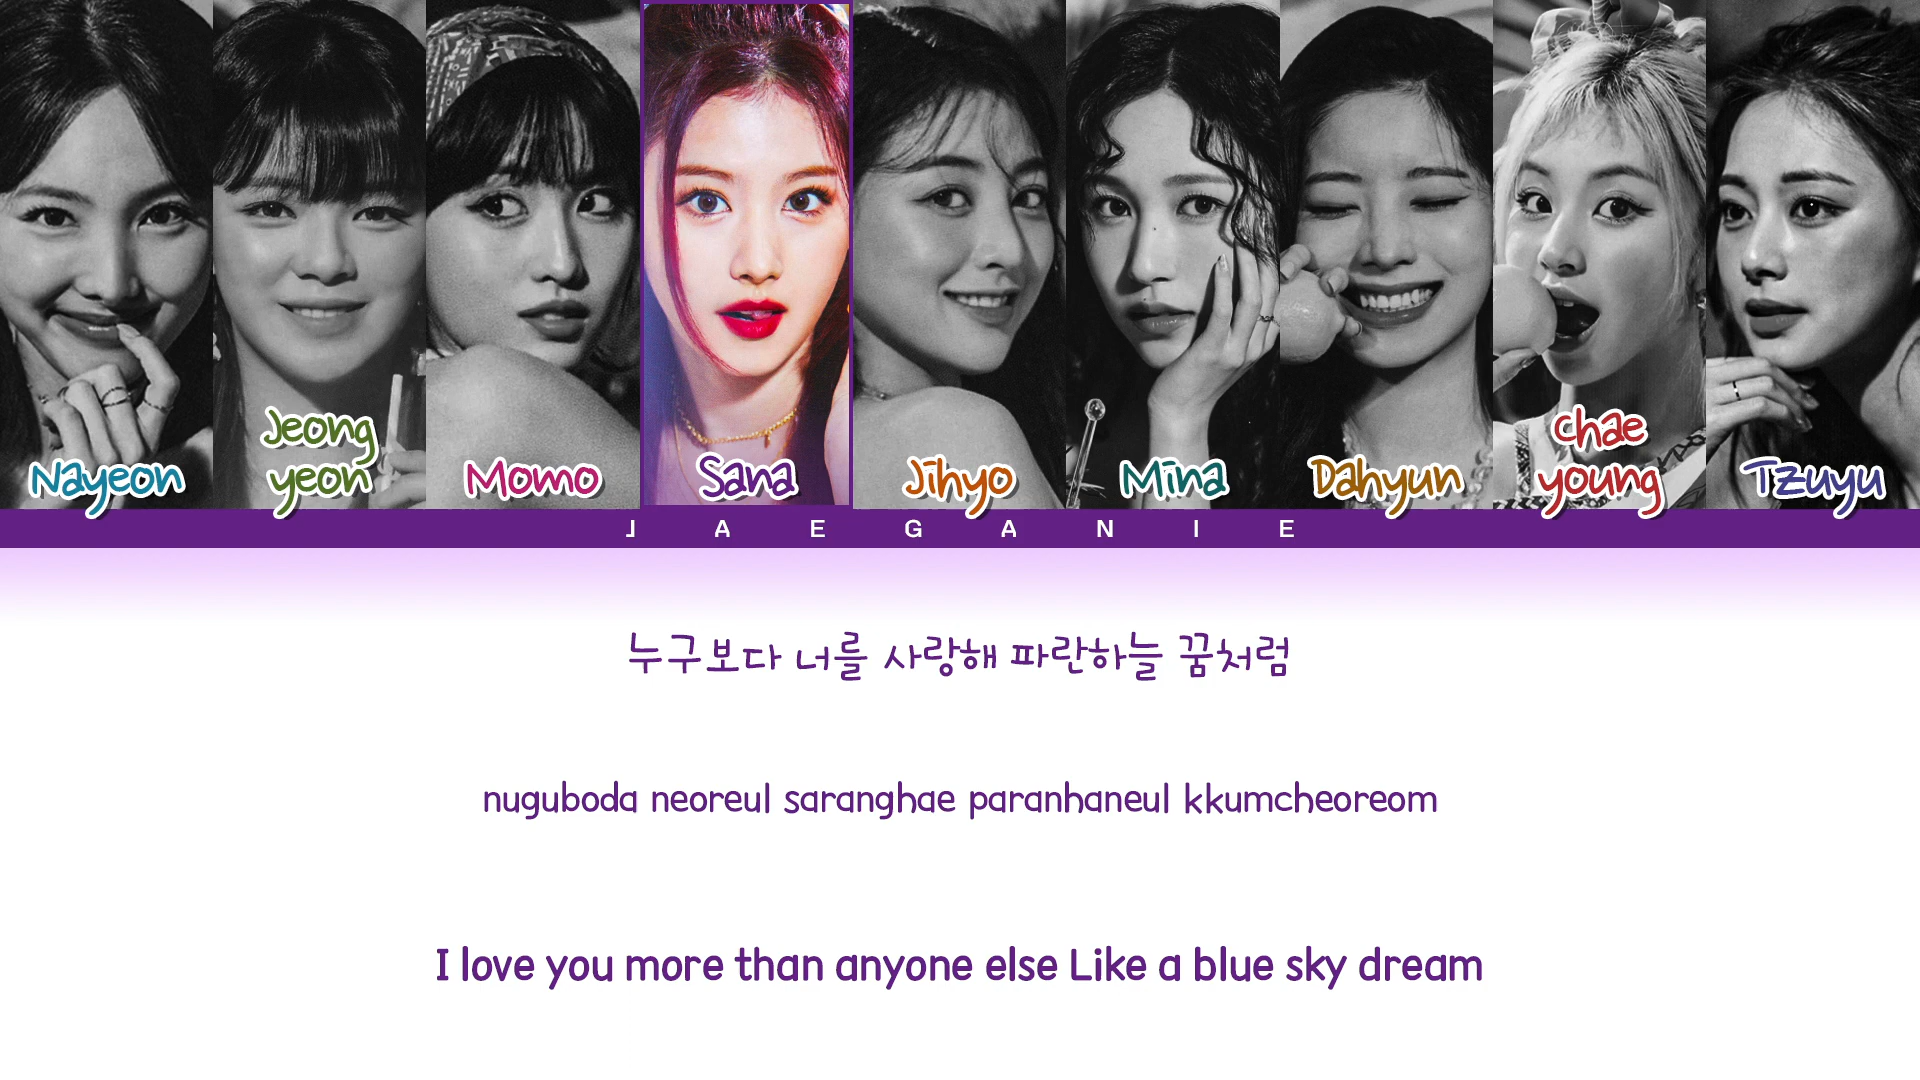 Nayeon
Jeong
yeon
Momo
Sana
Jihyo
Mina
Dahyun
chae
young
Tzuyu
JAEGANIE
누구보다 너를 사랑해 파란하늘 꿈처럼
nuguboda neoreul saranghae paranhaneul kkumcheoreom
I love you more than anyone else Like a blue sky dream